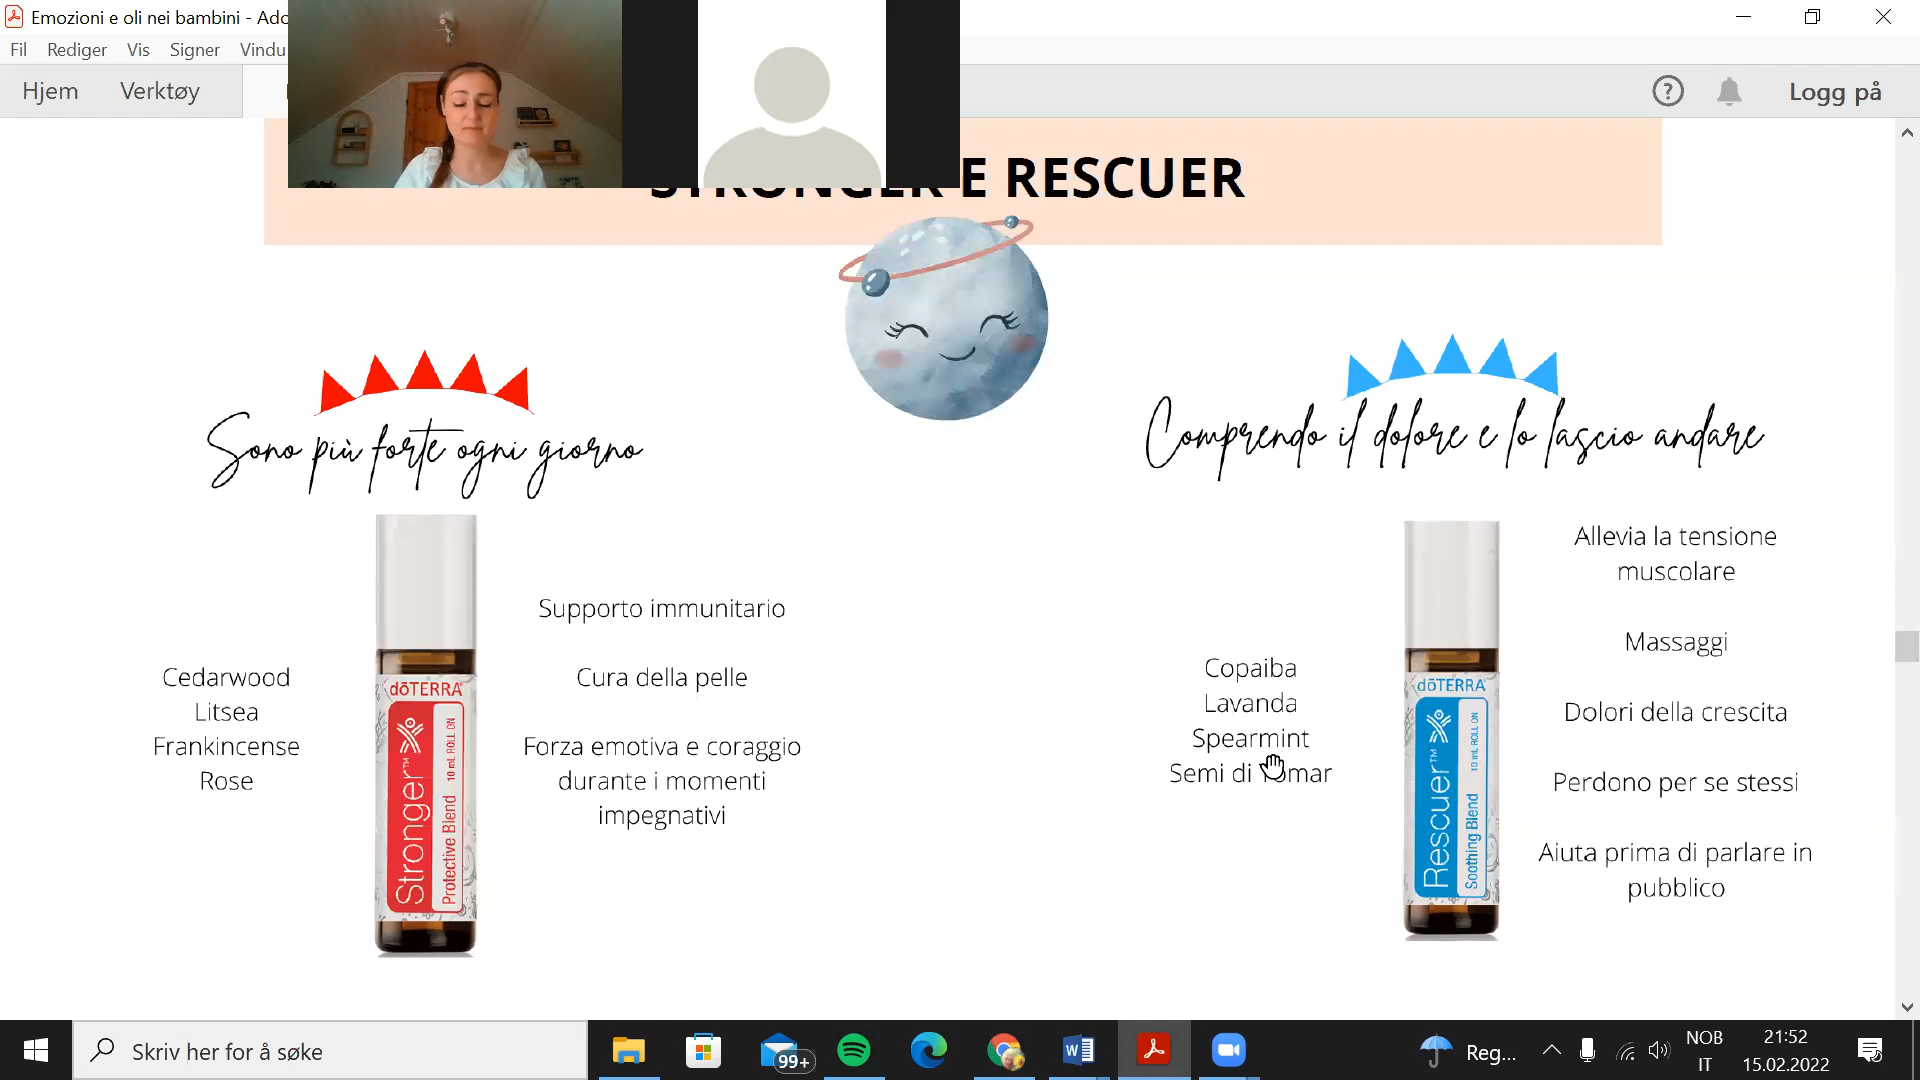 Emozioni e oli nei bambini - Ado
Fil Rediger Vis Signer Vindu
Hjem Verktøy
? Logg på
STRONGER E RESCUER
Sono più forte ogni giorno
Comprendo il dolore e lo lascio andare
Cedarwood
Litsea
Frankincense
Rose
dōTERRA
Stronger™
Protective Blend 10 mL ROLL ON
Supporto immunitario
Cura della pelle
Forza emotiva e coraggio
durante i momenti
impegnativi
Copaiba
Lavanda
Spearmint
Semi di
dōTERRA
Rescuer™
Soothing Blend 10 mL ROLL ON
Allevia la tensione
muscolare
Massaggi
Dolori della crescita
Perdono per se stessi
Aiuta prima di parlare in
pubblico
Skriv her for å søke
99+
Reg...
NOB
IT
21:52
15.02.2022